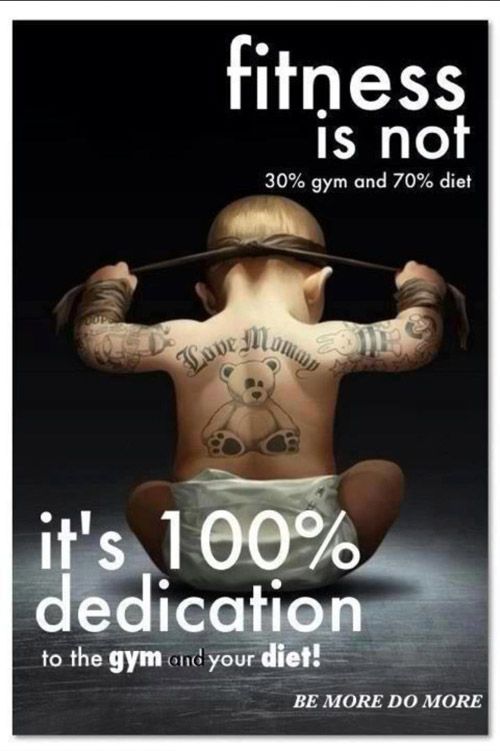 fitness
is not
30% gym and 70% diet
Love Mommy
it's 100%
dedication
to the gym and your diet!
BE MORE DO MORE